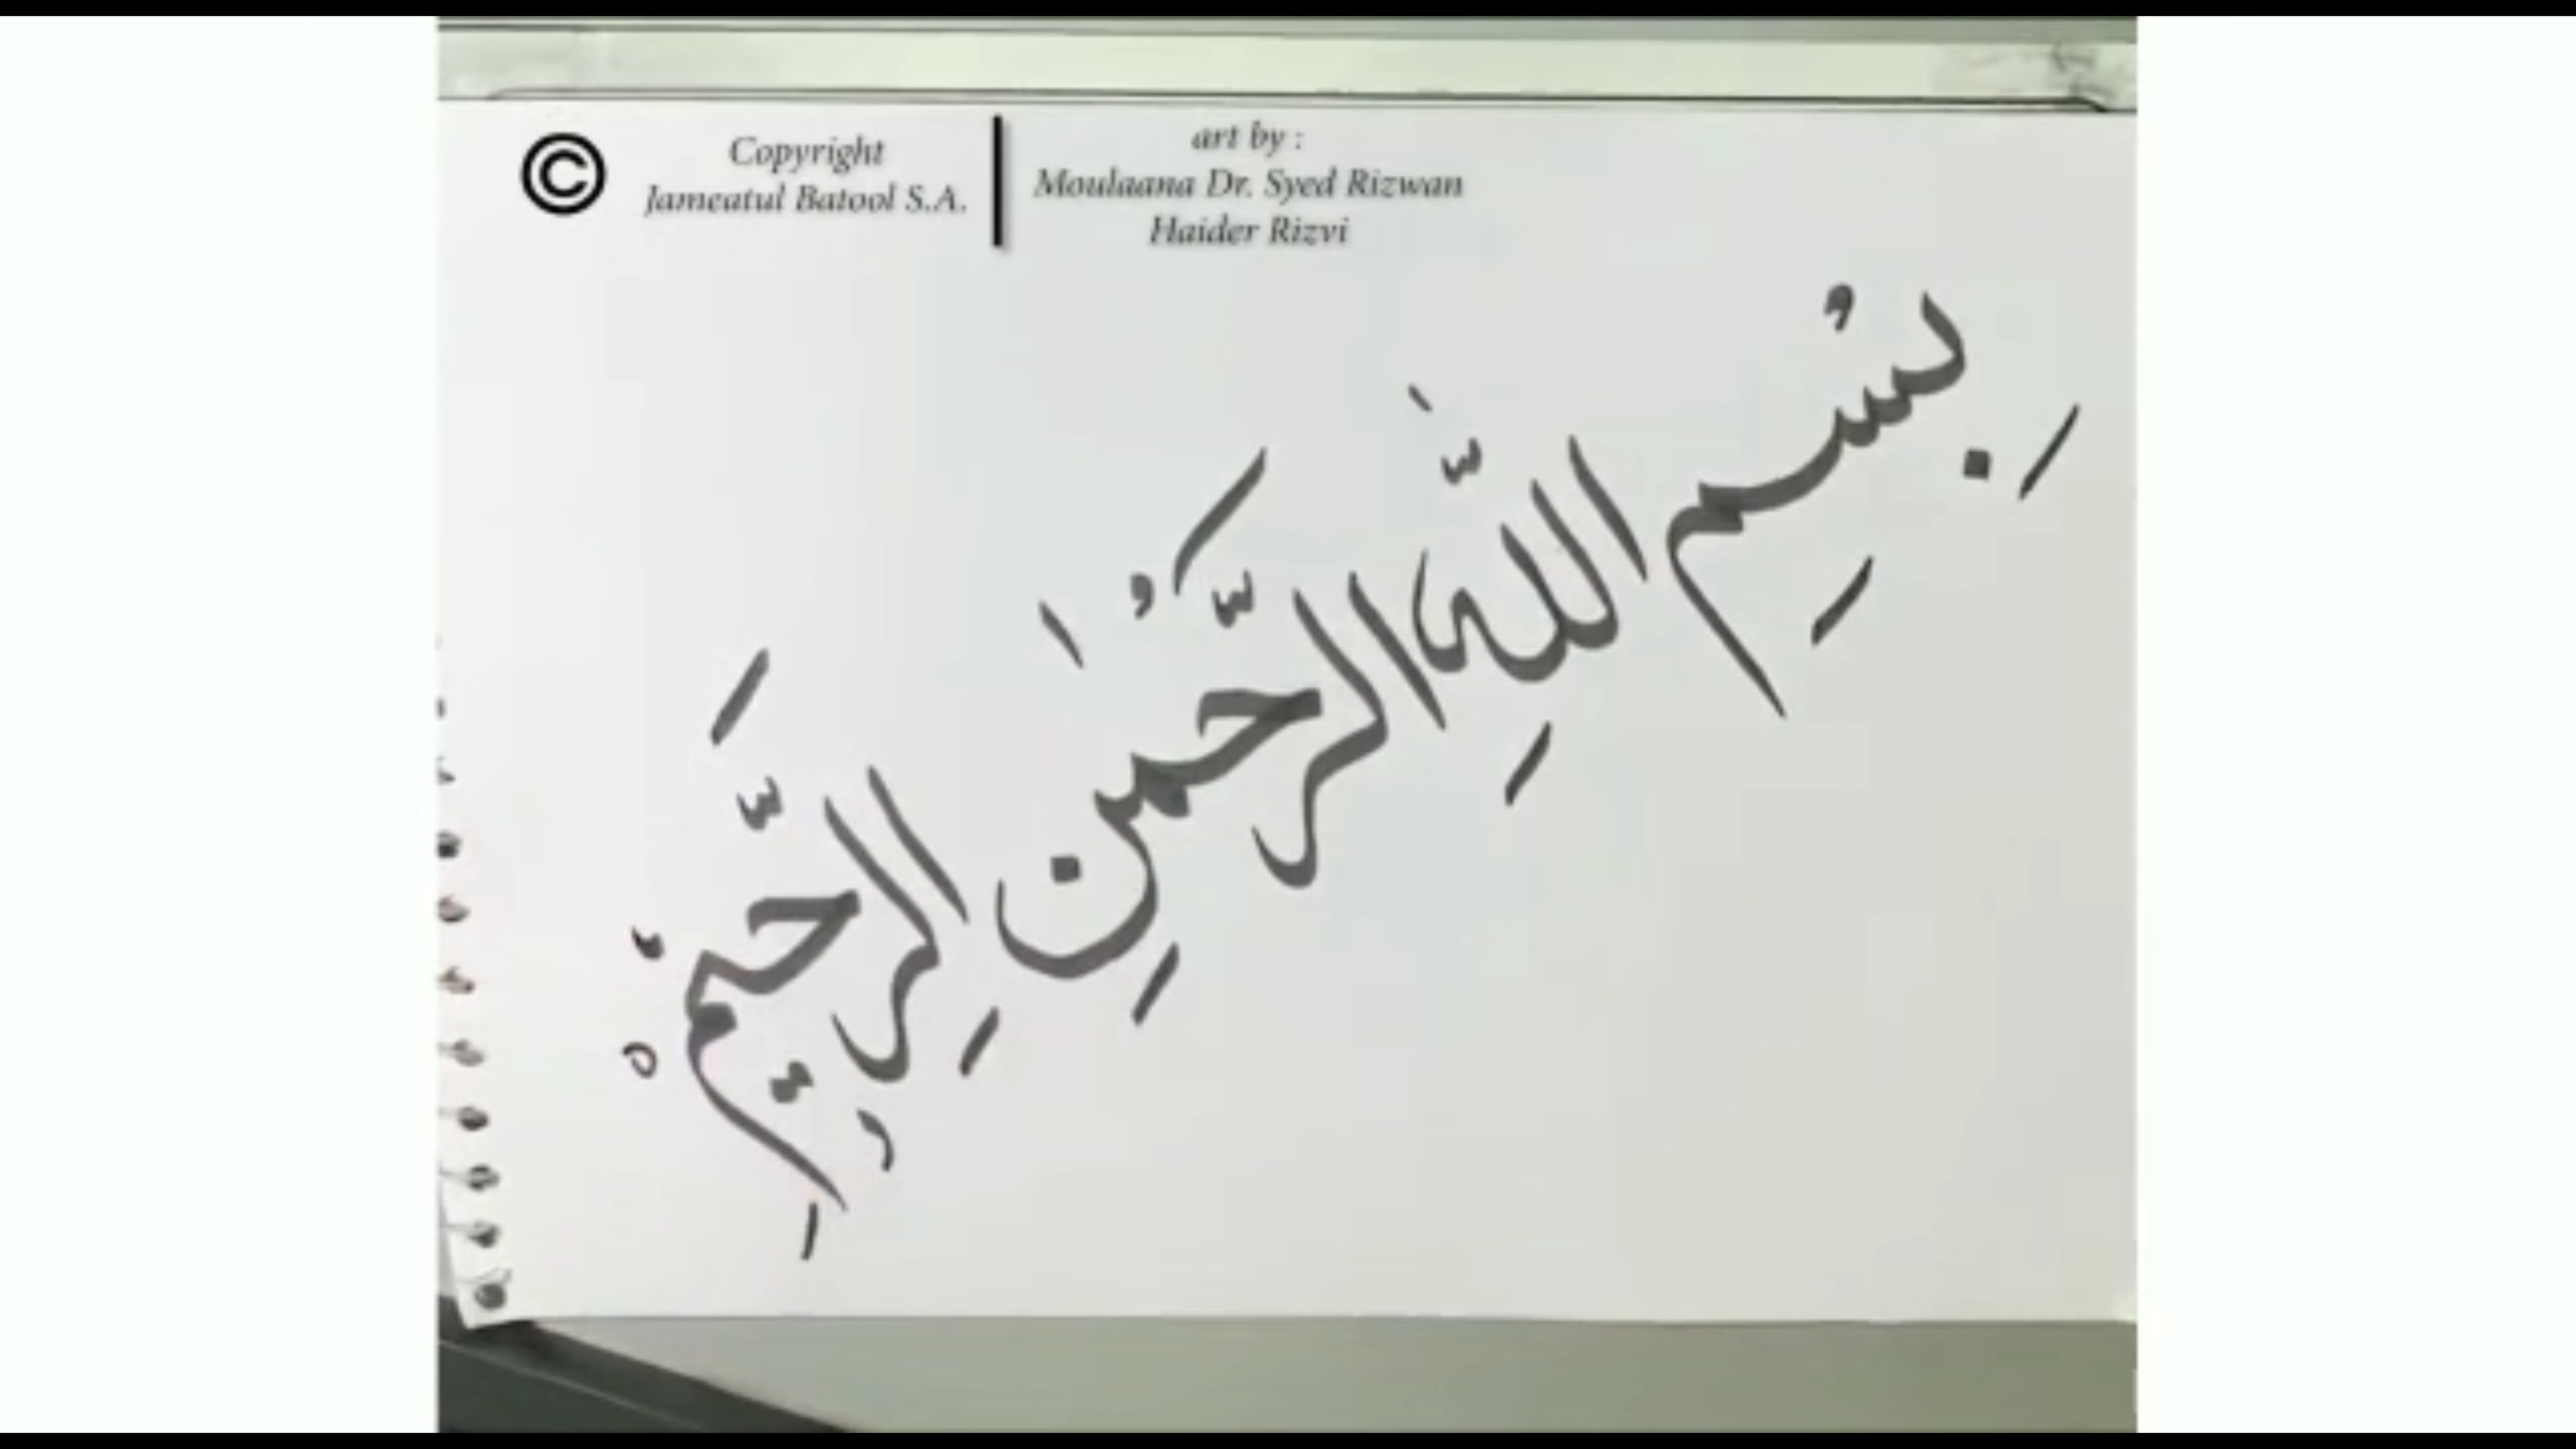 ©
Copyright
Jameatul Batool S.A.
art by :
Moulaana Dr. Syed Rizwan
Haider Rizvi
بِسْمِ اللّٰهِ الرَّحْمٰنِ الرَّحِيْمِ